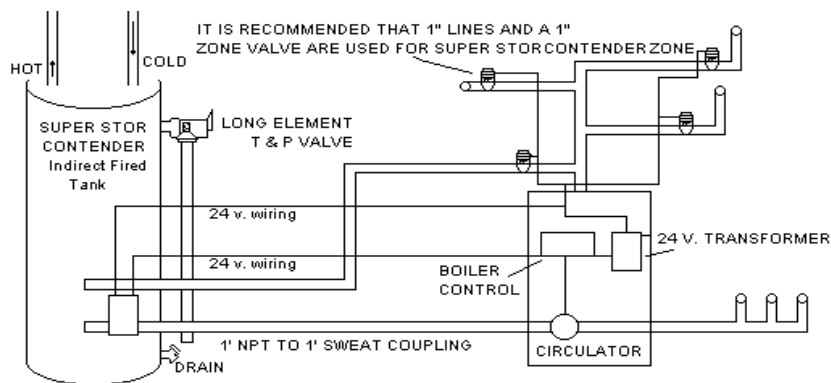 IT IS RECOMMENDED THAT 1" LINES AND A 1"
ZONE VALVE ARE USED FOR SUPER STOR CONTENDER ZONE
HOT
COLD
SUPER STOR
CONTENDER
Indirect Fired
Tank
LONG ELEMENT
T & P VALVE
24 v. wiring
24 v. wiring
24 V. TRANSFORMER
BOILER
CONTROL
1' NPT TO 1' SWEAT COUPLING
CIRCULATOR
DRAIN